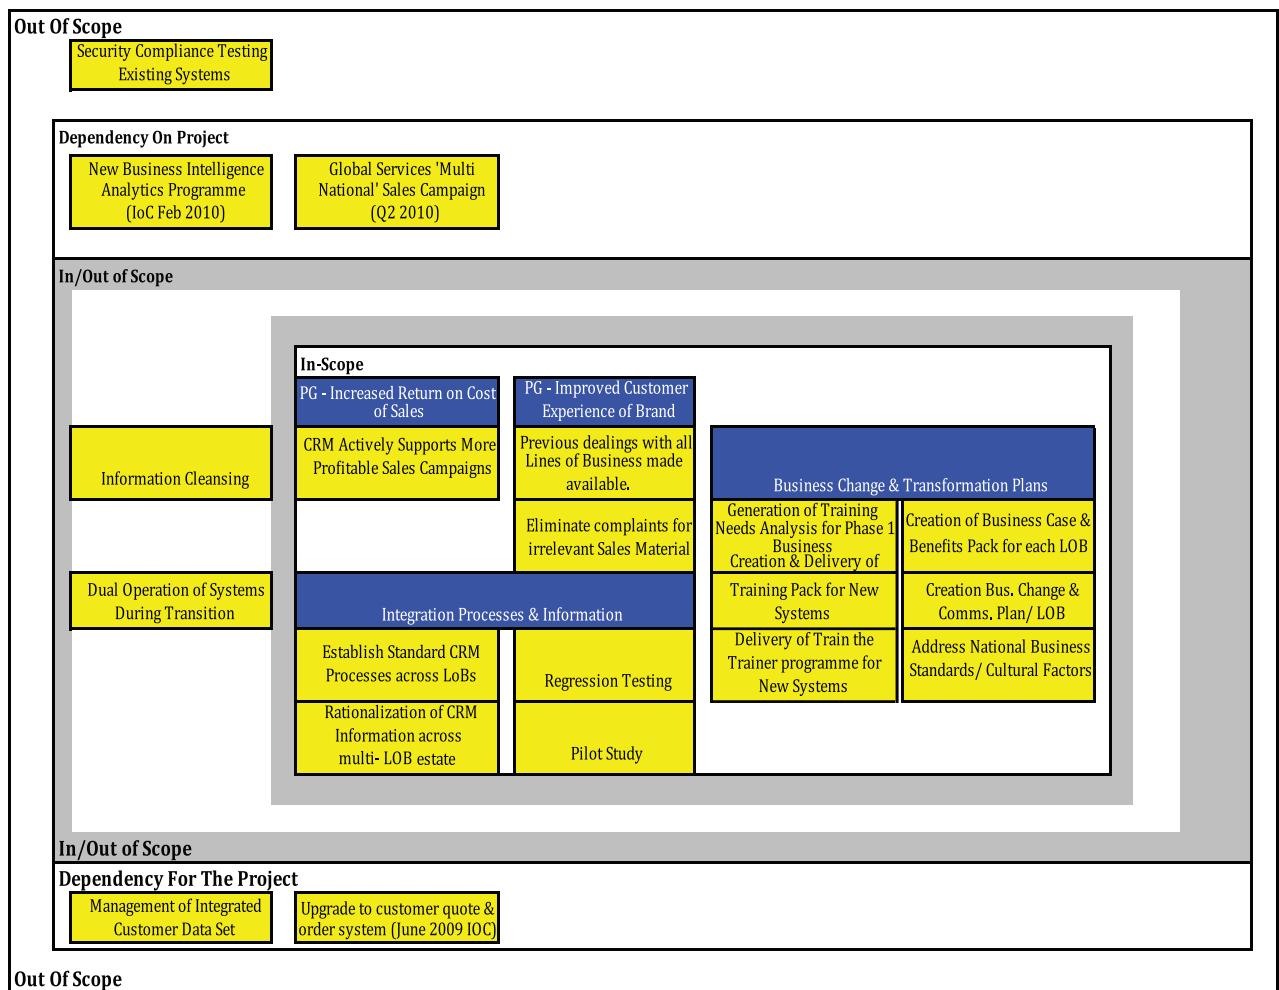 Out Of Scope
Security Compliance Testing
Existing Systems
Dependency On Project
New Business Intelligence
Analytics Programme
(IoC Feb 2010)
Global Services 'Multi
National' Sales Campaign
(Q2 2010)
In/Out of Scope
In-Scope
PG - Increased Return on Cost
of Sales
PG - Improved Customer
Experience of Brand
Information Cleansing
CRM Actively Supports More
Profitable Sales Campaigns
Previous dealings with all
Lines of Business made
available.
Business Change & Transformation Plans
Eliminate complaints for
irrelevant Sales Material
Generation of Training
Needs Analysis for Phase 1
Business
Creation & Delivery of
Training Pack for New
Systems
Creation of Business Case &
Benefits Pack for each LOB
Dual Operation of Systems
During Transition
Integration Processes & Information
Creation Bus. Change &
Comms. Plan/ LOB
Establish Standard CRM
Processes across LoBs
Regression Testing
Delivery of Train the
Trainer programme for
New Systems
Address National Business
Standards/ Cultural Factors
Rationalization of CRM
Information across
multi- LOB estate
Pilot Study
In/Out of Scope
Dependency For The Project
Management of Integrated
Customer Data Set
Upgrade to customer quote &
order system (June 2009 IOC)
Out Of Scope